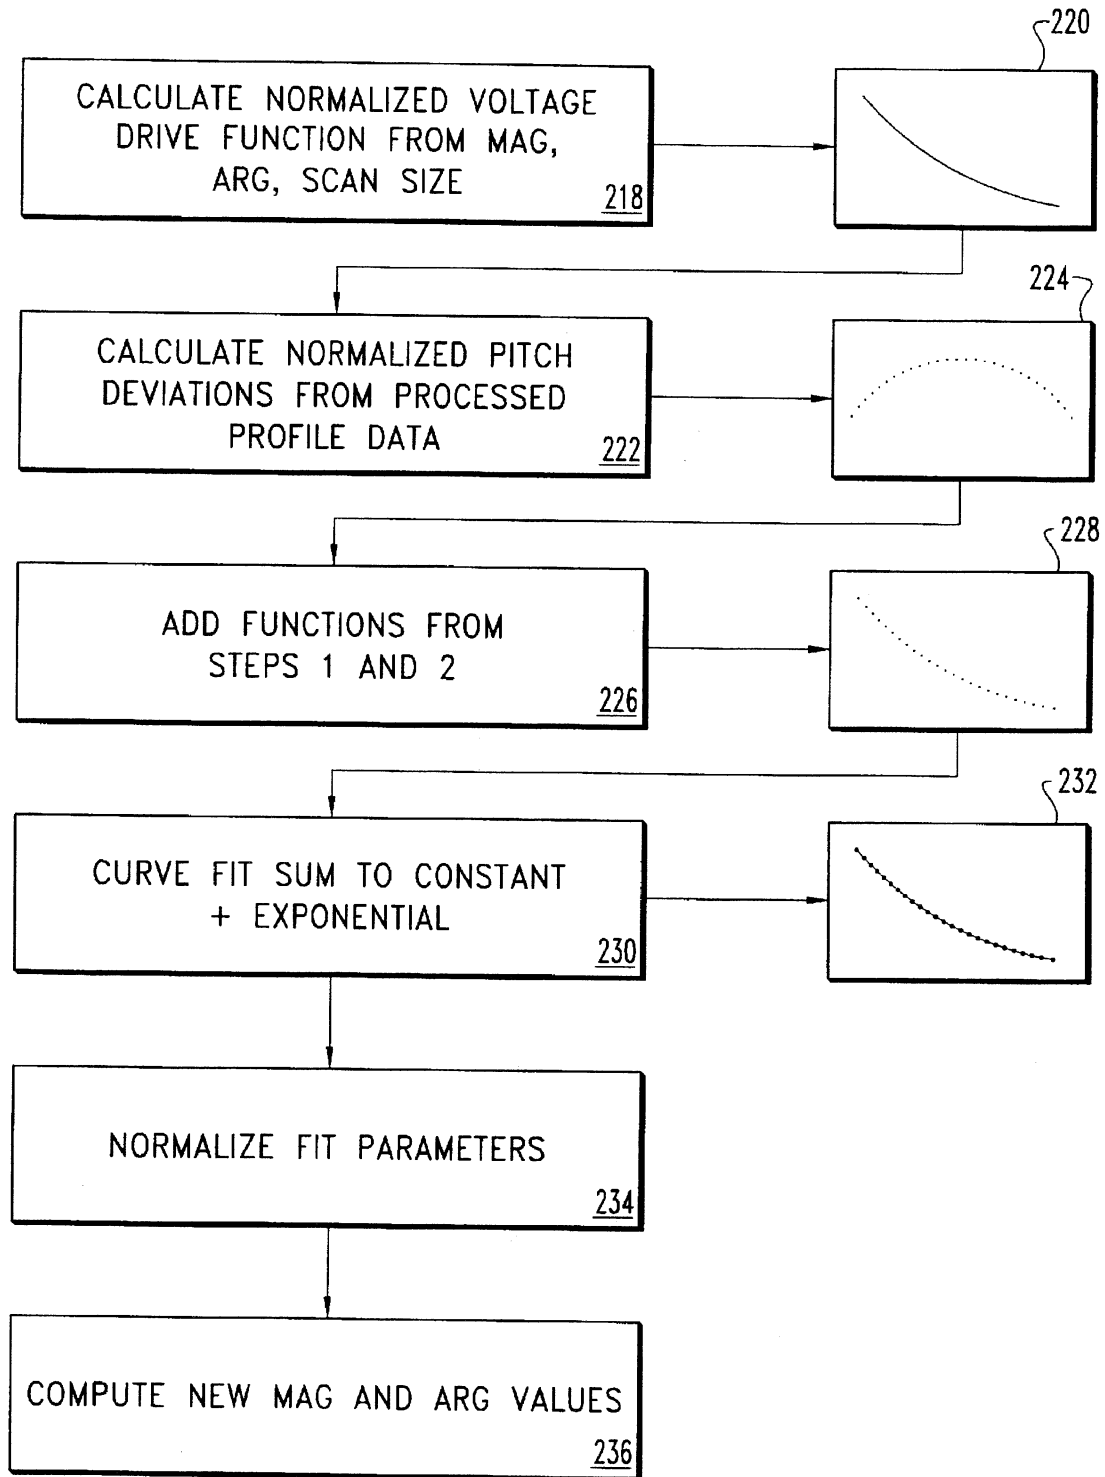 220
CALCULATE NORMALIZED VOLTAGE
DRIVE FUNCTION FROM MAG,
ARG, SCAN SIZE
218
224
CALCULATE NORMALIZED PITCH
DEVIATIONS FROM PROCESSED
PROFILE DATA
222
228
ADD FUNCTIONS FROM
STEPS 1 AND 2
226
232
CURVE FIT SUM TO CONSTANT
+ EXPONENTIAL
230
NORMALIZE FIT PARAMETERS
234
COMPUTE NEW MAG AND ARG VALUES
236